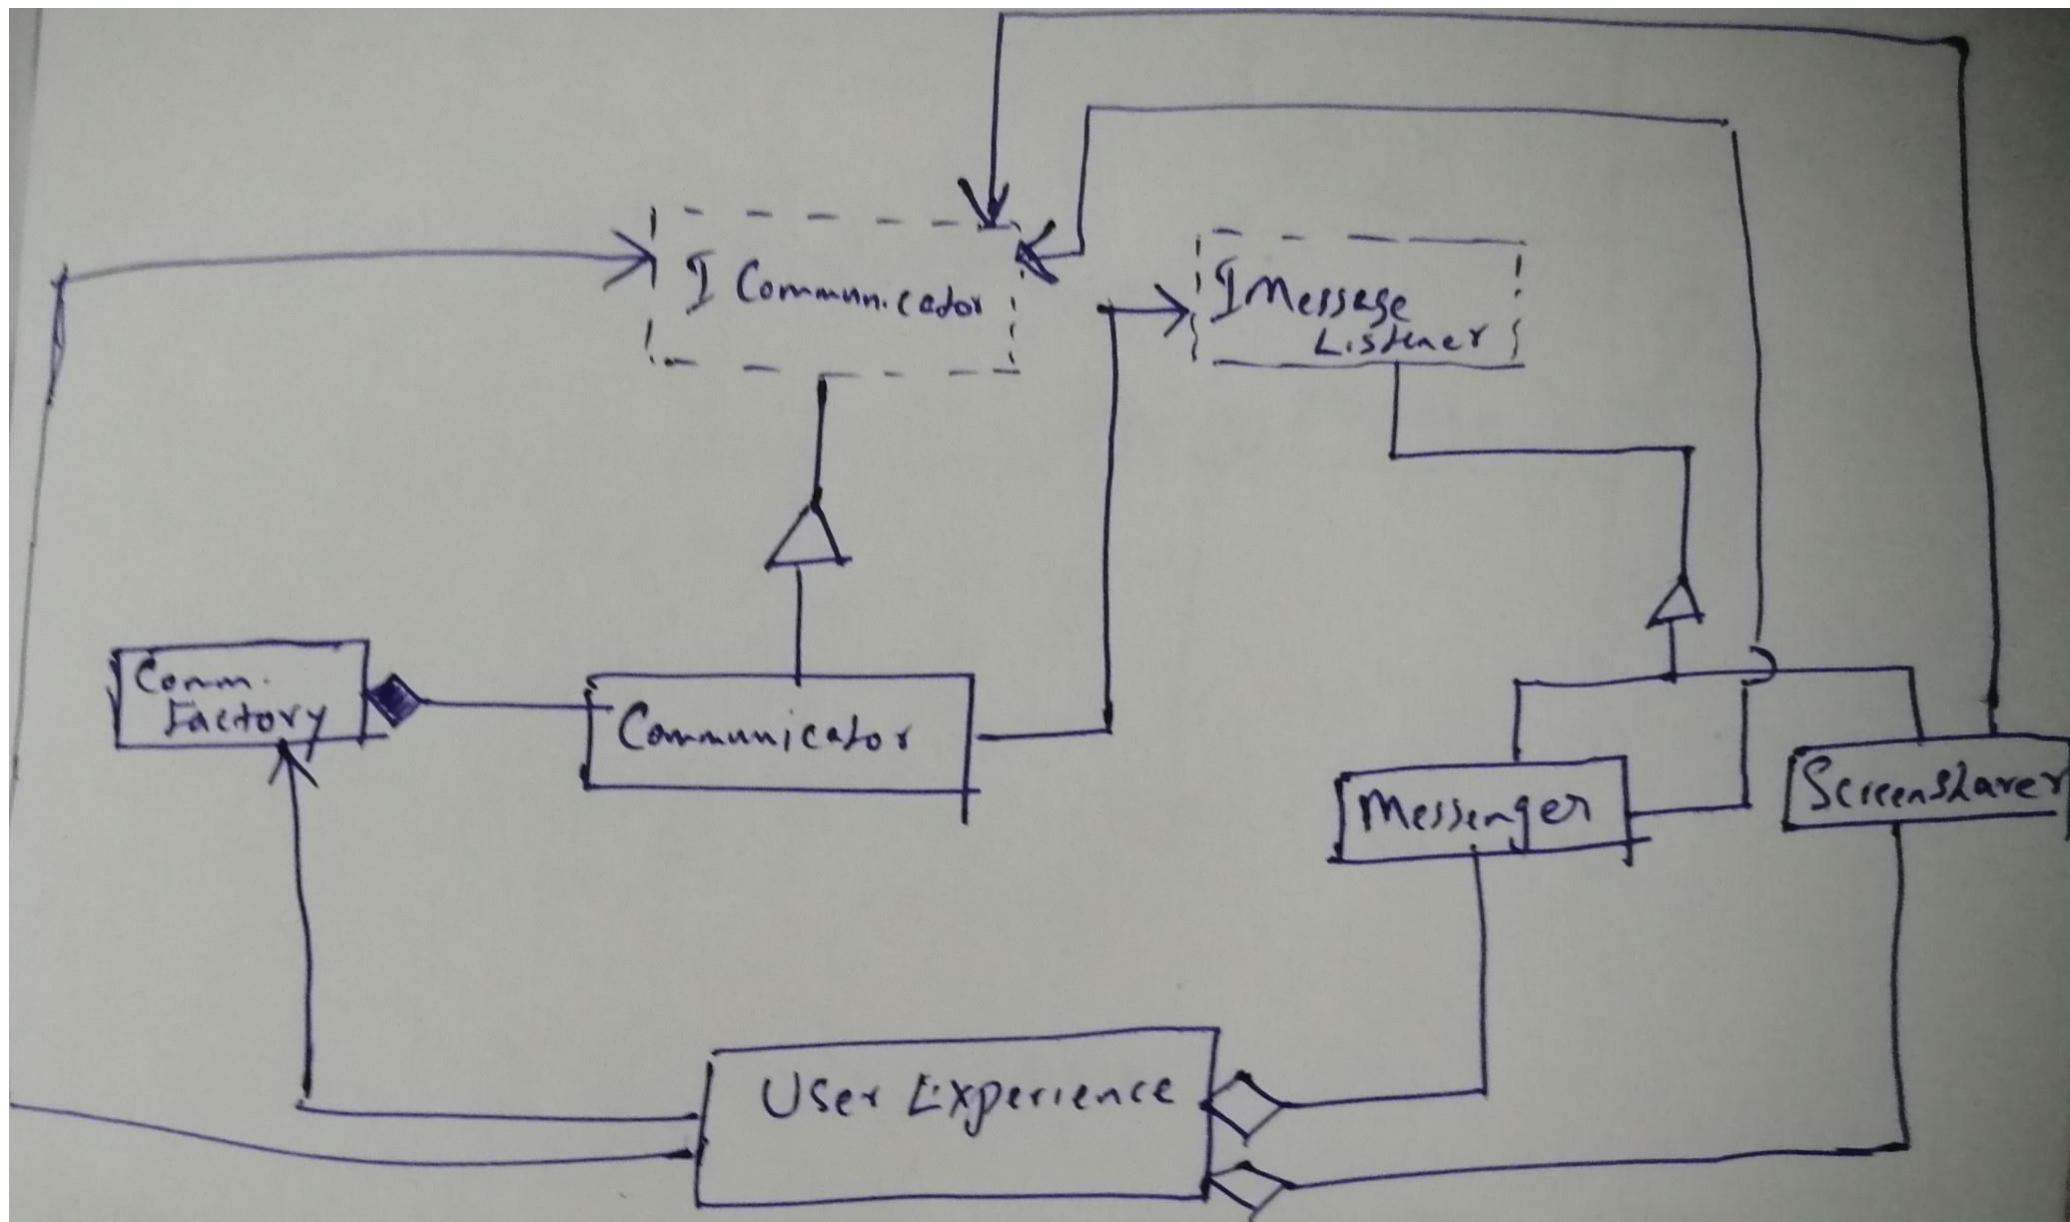 I Communicator
IMessage
Listener
Comm.
Factory
Communicator
Messenger
Screensharer
User Experience